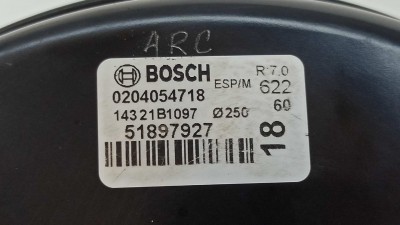 ARC
BOSCH R 7.0
ESP/M 622
0204054718
14321B1097 Ø250 60
51897927
18